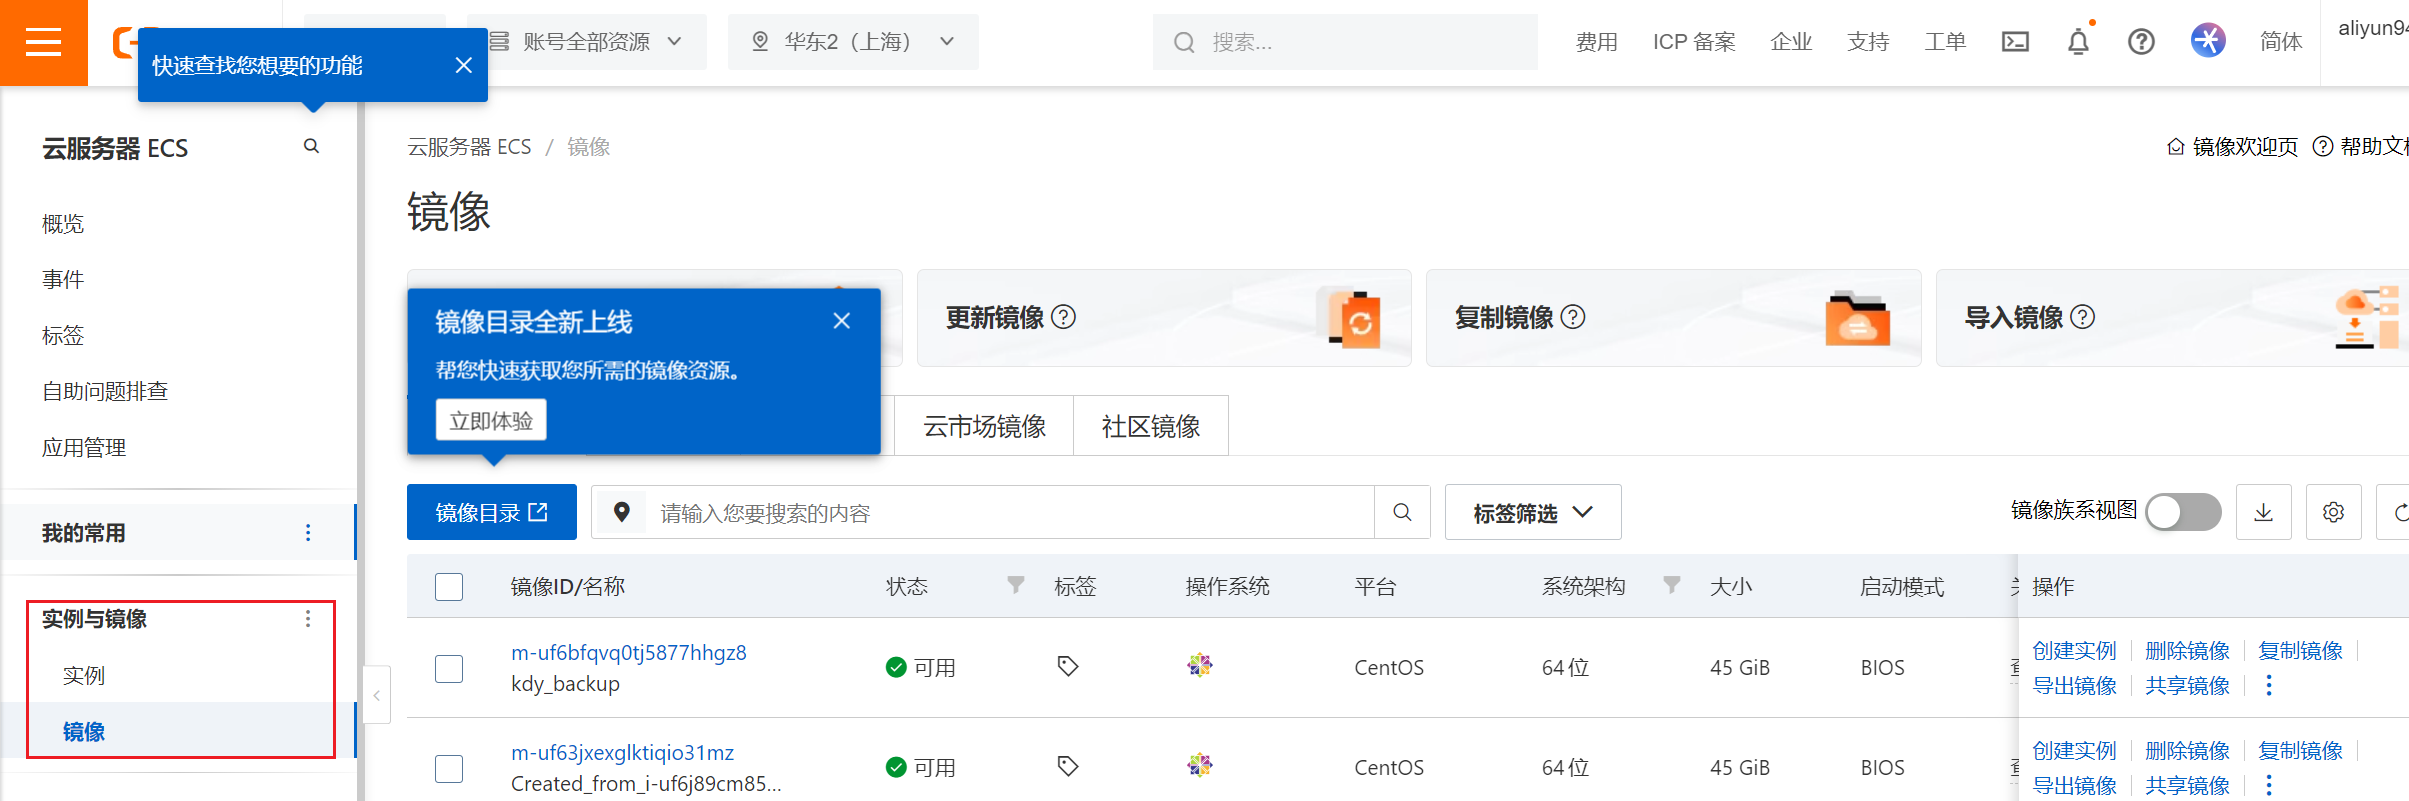 账号全部资源
华东2（上海）
搜索...
费用
ICP 备案
企业
支持
工单
简体
aliyun94
快速查找您想要的功能
云服务器 ECS
概览
事件
标签
自助问题排查
应用管理
我的常用
实例与镜像
实例
镜像
云服务器 ECS / 镜像
镜像欢迎页
帮助文档
镜像
镜像目录全新上线
帮您快速获取您所需的镜像资源。
立即体验
更新镜像
复制镜像
导入镜像
云市场镜像
社区镜像
镜像目录
请输入您要搜索的内容
标签筛选
镜像族系视图
镜像ID/名称 状态 标签 操作系统 平台 系统架构 大小 启动模式 操作
m-uf6bfqvq0tj5877hhgz8
kdy_backup
可用 CentOS 64 位 45 GiB BIOS
创建实例 删除镜像 复制镜像
导出镜像 共享镜像
m-uf63jxexglktiqio31mz
Created_from_i-uf6j89cm85...
可用 CentOS 64 位 45 GiB BIOS
创建实例 删除镜像 复制镜像
导出镜像 共享镜像